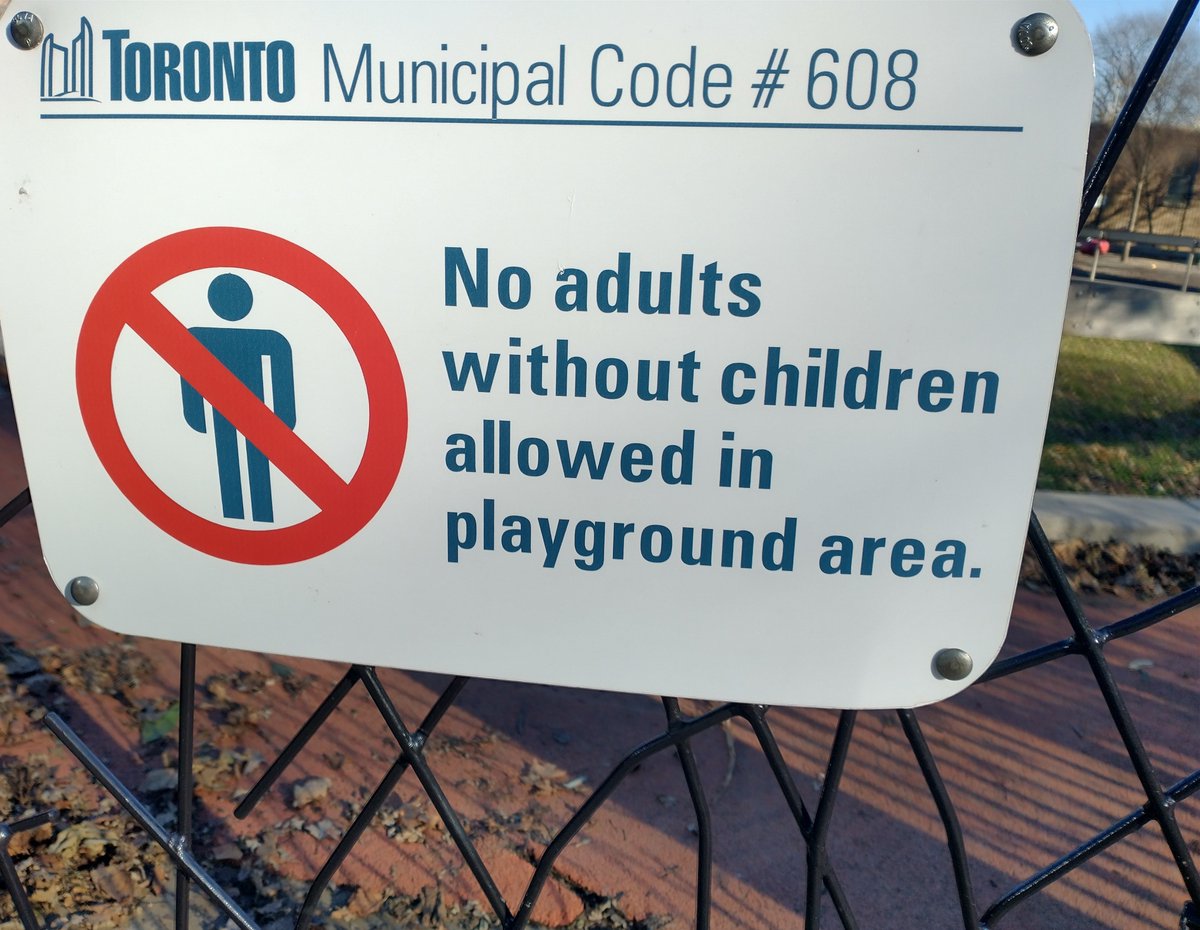 TORONTO Municipal Code # 608
No adults
without children
allowed in
playground area.